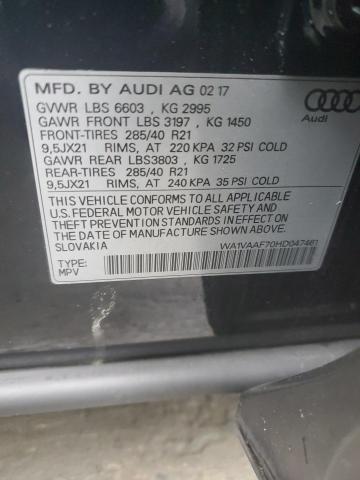 MFD. BY AUDI AG 02 17
GVWR LBS 6603 , KG 2995
GAWR FRONT LBS 3197 , KG 1450
FRONT-TIRES 285/40 R21
9,5JX21 RIMS, AT 220 KPA 32 PSI COLD
GAWR REAR LBS3803 , KG 1725
REAR-TIRES 285/40 R21
9,5JX21 RIMS, AT 240 KPA 35 PSI COLD
THIS VEHICLE CONFORMS TO ALL APPLICABLE
U.S. FEDERAL MOTOR VEHICLE SAFETY AND
THEFT PREVENTION STANDARDS IN EFFECT ON
THE DATE OF MANUFACTURE SHOWN ABOVE.
SLOVAKIA
WA1VAAF70HD047461
TYPE:
MPV
Audi